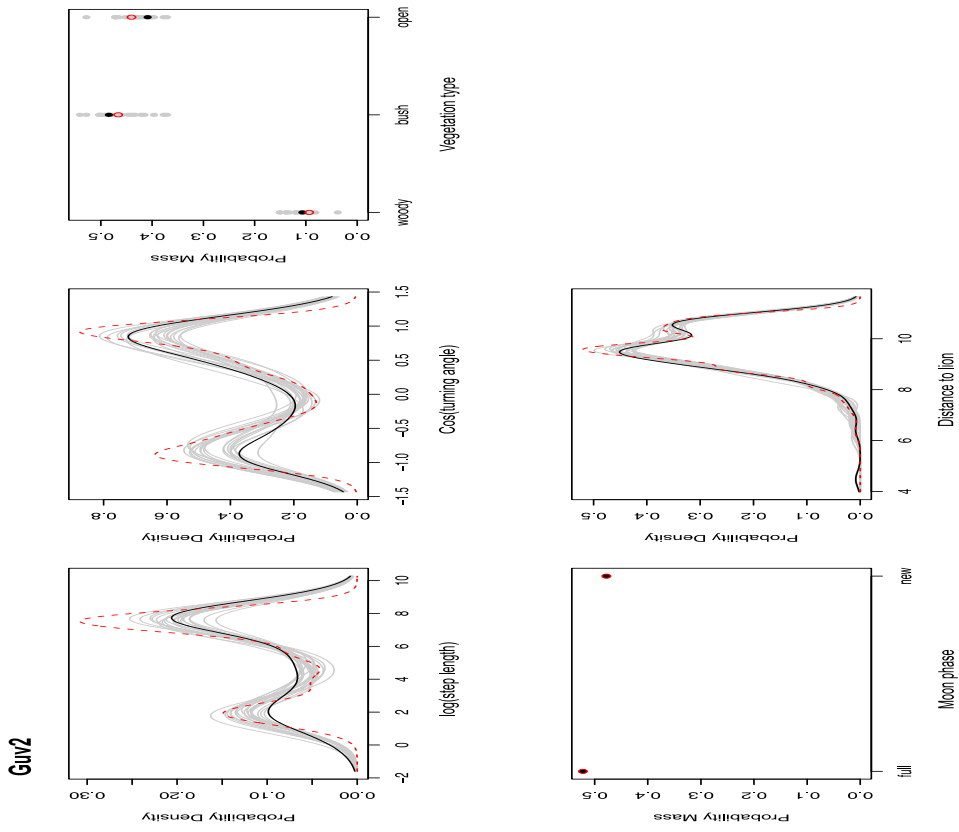 Guv2
Probability Density
0.00 0.10 0.20 0.30
−2 0 2 4 6 8 10
log(step length)
Probability Density
0.0 0.2 0.4 0.6 0.8
−1.5 −1.0 −0.5 0.0 0.5 1.0 1.5
Cos(turning angle)
Probability Mass
0.0 0.1 0.2 0.3 0.4 0.5
woody bush open
Vegetation type
Probability Mass
0.0 0.1 0.2 0.3 0.4 0.5
full new
Moon phase
Probability Density
0.0 0.1 0.2 0.3 0.4 0.5
4 6 8 10
Distance to lion